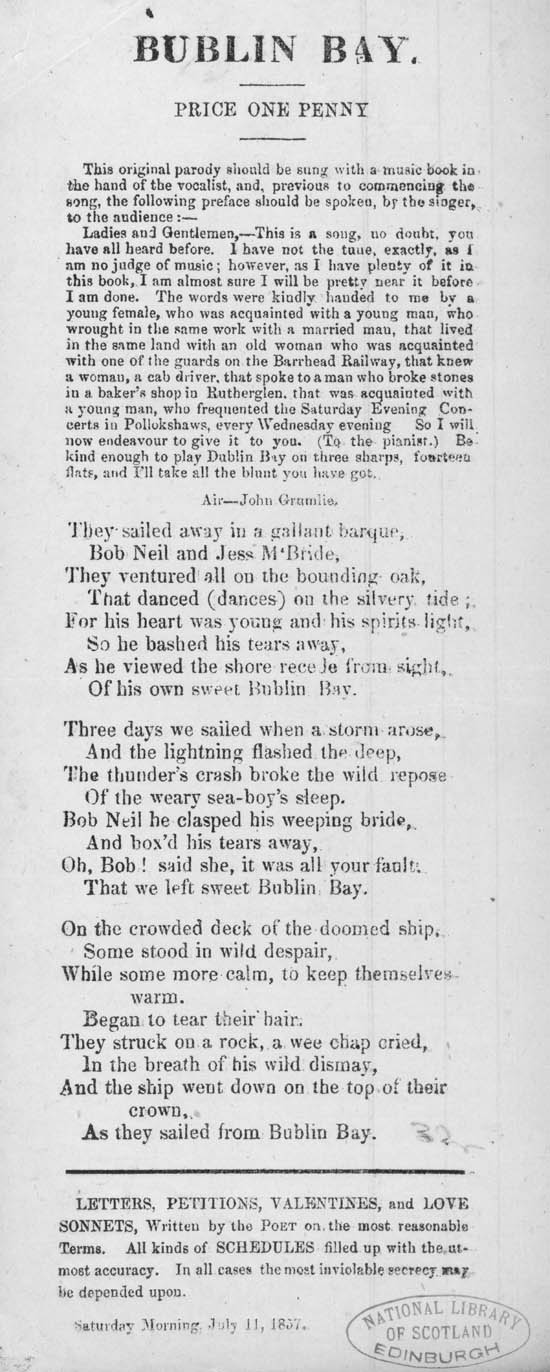 BUBLIN BAY.
PRICE ONE PENNY
This original parody should be sung with a music book in
the hand of the vocalist, and, previous to commencing the
song, the following preface should be spoken, by the singer,
to the audience :—
Ladies and Gentlemen,—This is a song, no doubt, you
have all heard before. I have not the tune, exactly, as I
am no judge of music; however, as I have plenty of it in
this book, I am almost sure I will be pretty near it before
I am done. The words were kindly handed to me by a
young female, who was acquainted with a young man, who
wrought in the same work with a married man, that lived
in the same land with an old woman who was acquainted
with one of the guards on the Barrhead Railway, that knew
a woman, a cab driver, that spoke to a man who broke stones
in a baker's shop in Rutherglen, that was acquainted with
a young man, who frequented the Saturday Evening Con-
certs in Pollokshaws, every Wednesday evening So I will
now endeavour to give it to you. (To the pianist.) Be
kind enough to play Dublin Bay on three sharps, fourteen
flats, and I'll take all the blunt you have got.
Air—John Grumlie.
They sailed away in a gallant barque,
Bob Neil and Jess M'Bride,
They ventured all on the bounding oak,
That danced (dances) on the silvery tide ;
For his heart was young and his spirits light,
So he bashed his tears away,
As he viewed the shore recede from sight,
Of his own sweet Bublin Bay.
Three days we sailed when a storm arose,
And the lightning flashed the deep,
The thunder's crash broke the wild repose
Of the weary sea-boy's sleep.
Bob Neil he clasped his weeping bride,
And box'd his tears away,
Oh, Bob! said she, it was all your fault
That we left sweet Bublin Bay.
On the crowded deck of the doomed ship,
Some stood in wild despair,
While some more calm, to keep themselves
warm.
Began to tear their hair.
They struck on a rock, a wee chap cried,
In the breath of his wild dismay,
And the ship went down on the top of their
crown,
As they sailed from Bublin Bay.
LETTERS, PETITIONS, VALENTINES, and LOVE
SONNETS, Written by the POET on the most reasonable
Terms. All kinds of SCHEDULES filled up with the ut-
most accuracy. In all cases the most inviolable secrecy may
be depended upon.
Saturday Morning, July 11, 1857.
NATIONAL LIBRARY
OF SCOTLAND
EDINBURGH